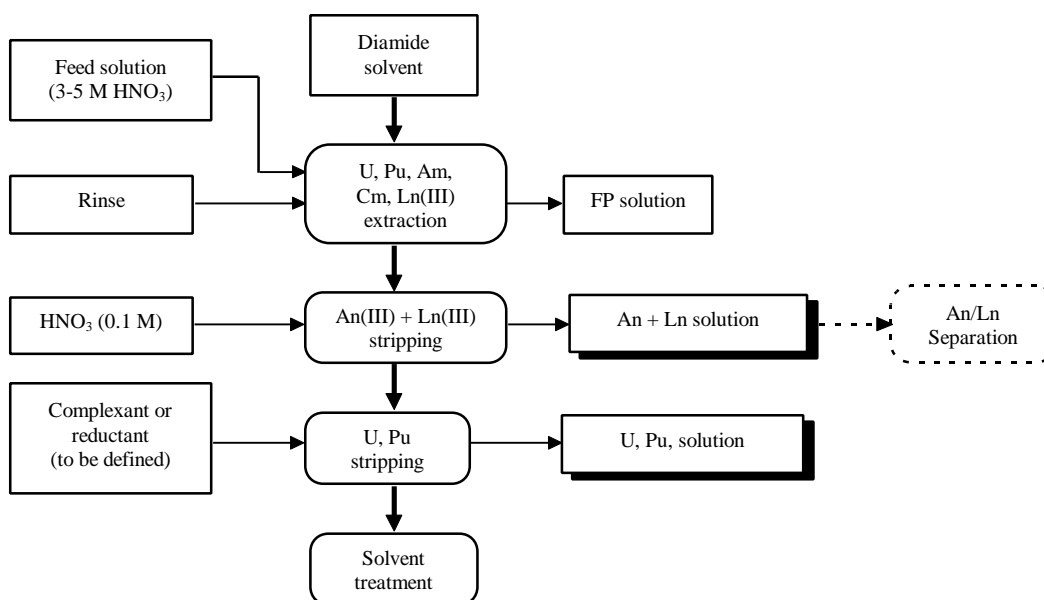 Diamide
solvent
Feed solution
(3-5 M HNO₃)
U, Pu, Am,
Cm, Ln(III)
extraction
Rinse
FP solution
HNO₃ (0.1 M)
An(III) + Ln(III)
stripping
An + Ln solution
An/Ln
Separation
Complexant or
reductant
(to be defined)
U, Pu
stripping
U, Pu, solution
Solvent
treatment